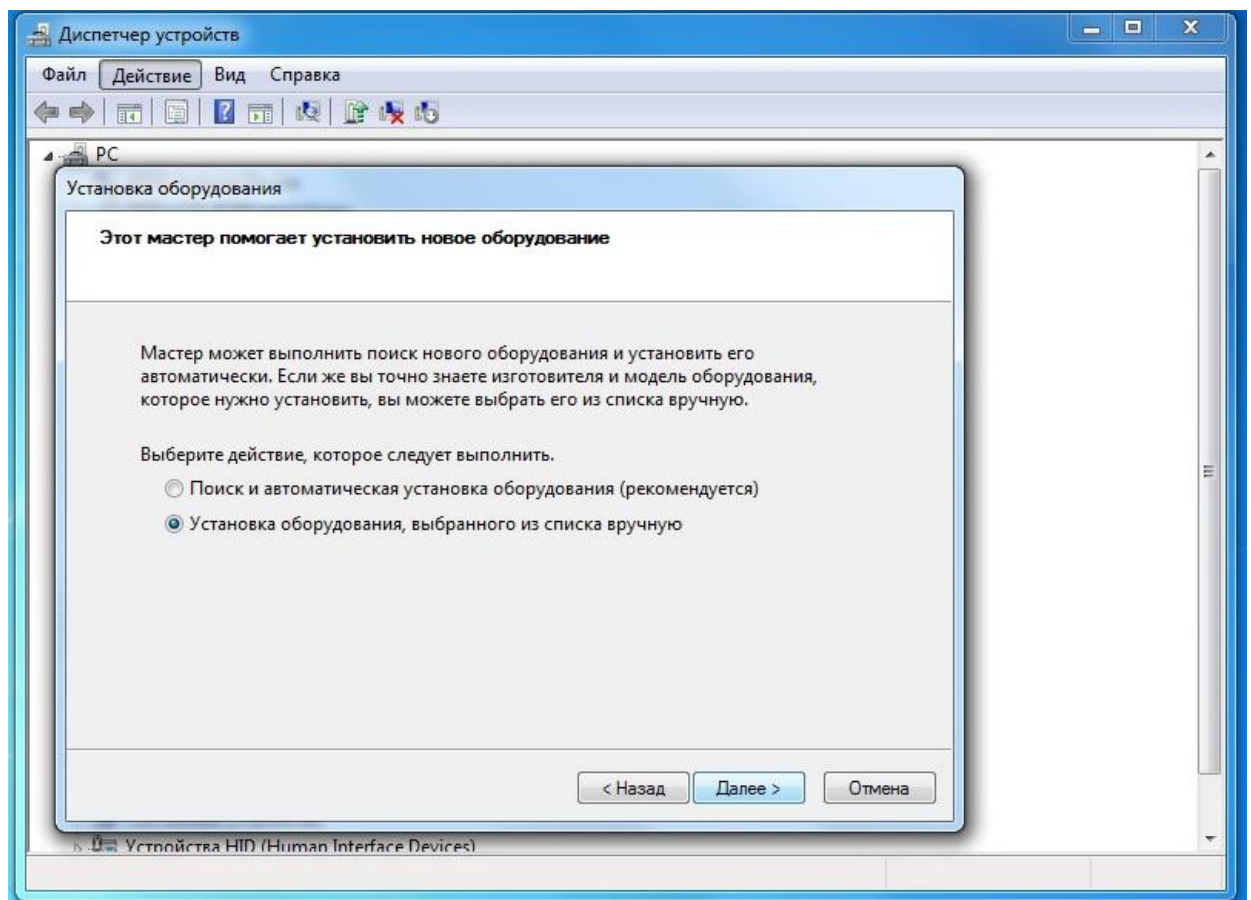 Диспетчер устройств
Файл Действие Вид Справка
PC
Установка оборудования
Этот мастер помогает установить новое оборудование
Мастер может выполнить поиск нового оборудования и установить его
автоматически. Если же вы точно знаете изготовителя и модель оборудования,
которое нужно установить, вы можете выбрать его из списка вручную.
Выберите действие, которое следует выполнить.
Поиск и автоматическая установка оборудования (рекомендуется)
Установка оборудования, выбранного из списка вручную
< Назад Далее > Отмена
Устройства HID (Human Interface Devices)